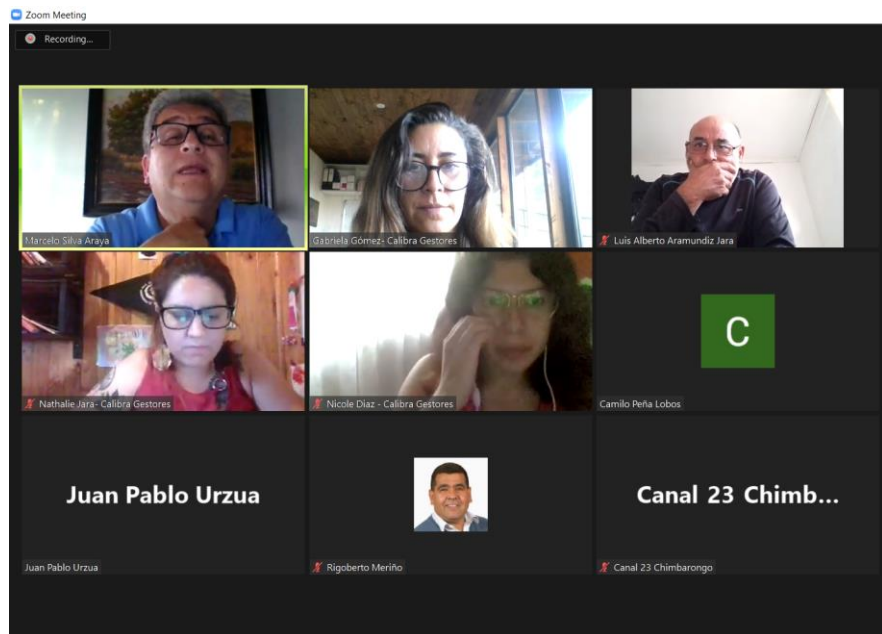 Zoom Meeting
Recording...
Marcelo Silva Araya
Gabriela Gómez- Calibra Gestores
Luis Alberto Aramundiz Jara
Nathalie Jara- Calibra Gestores
Nicole Diaz - Calibra Gestores
C
Camilo Peña Lobos
Juan Pablo Urzua
Juan Pablo Urzua
Rigoberto Meriño
Canal 23 Chimb...
Canal 23 Chimbarongo